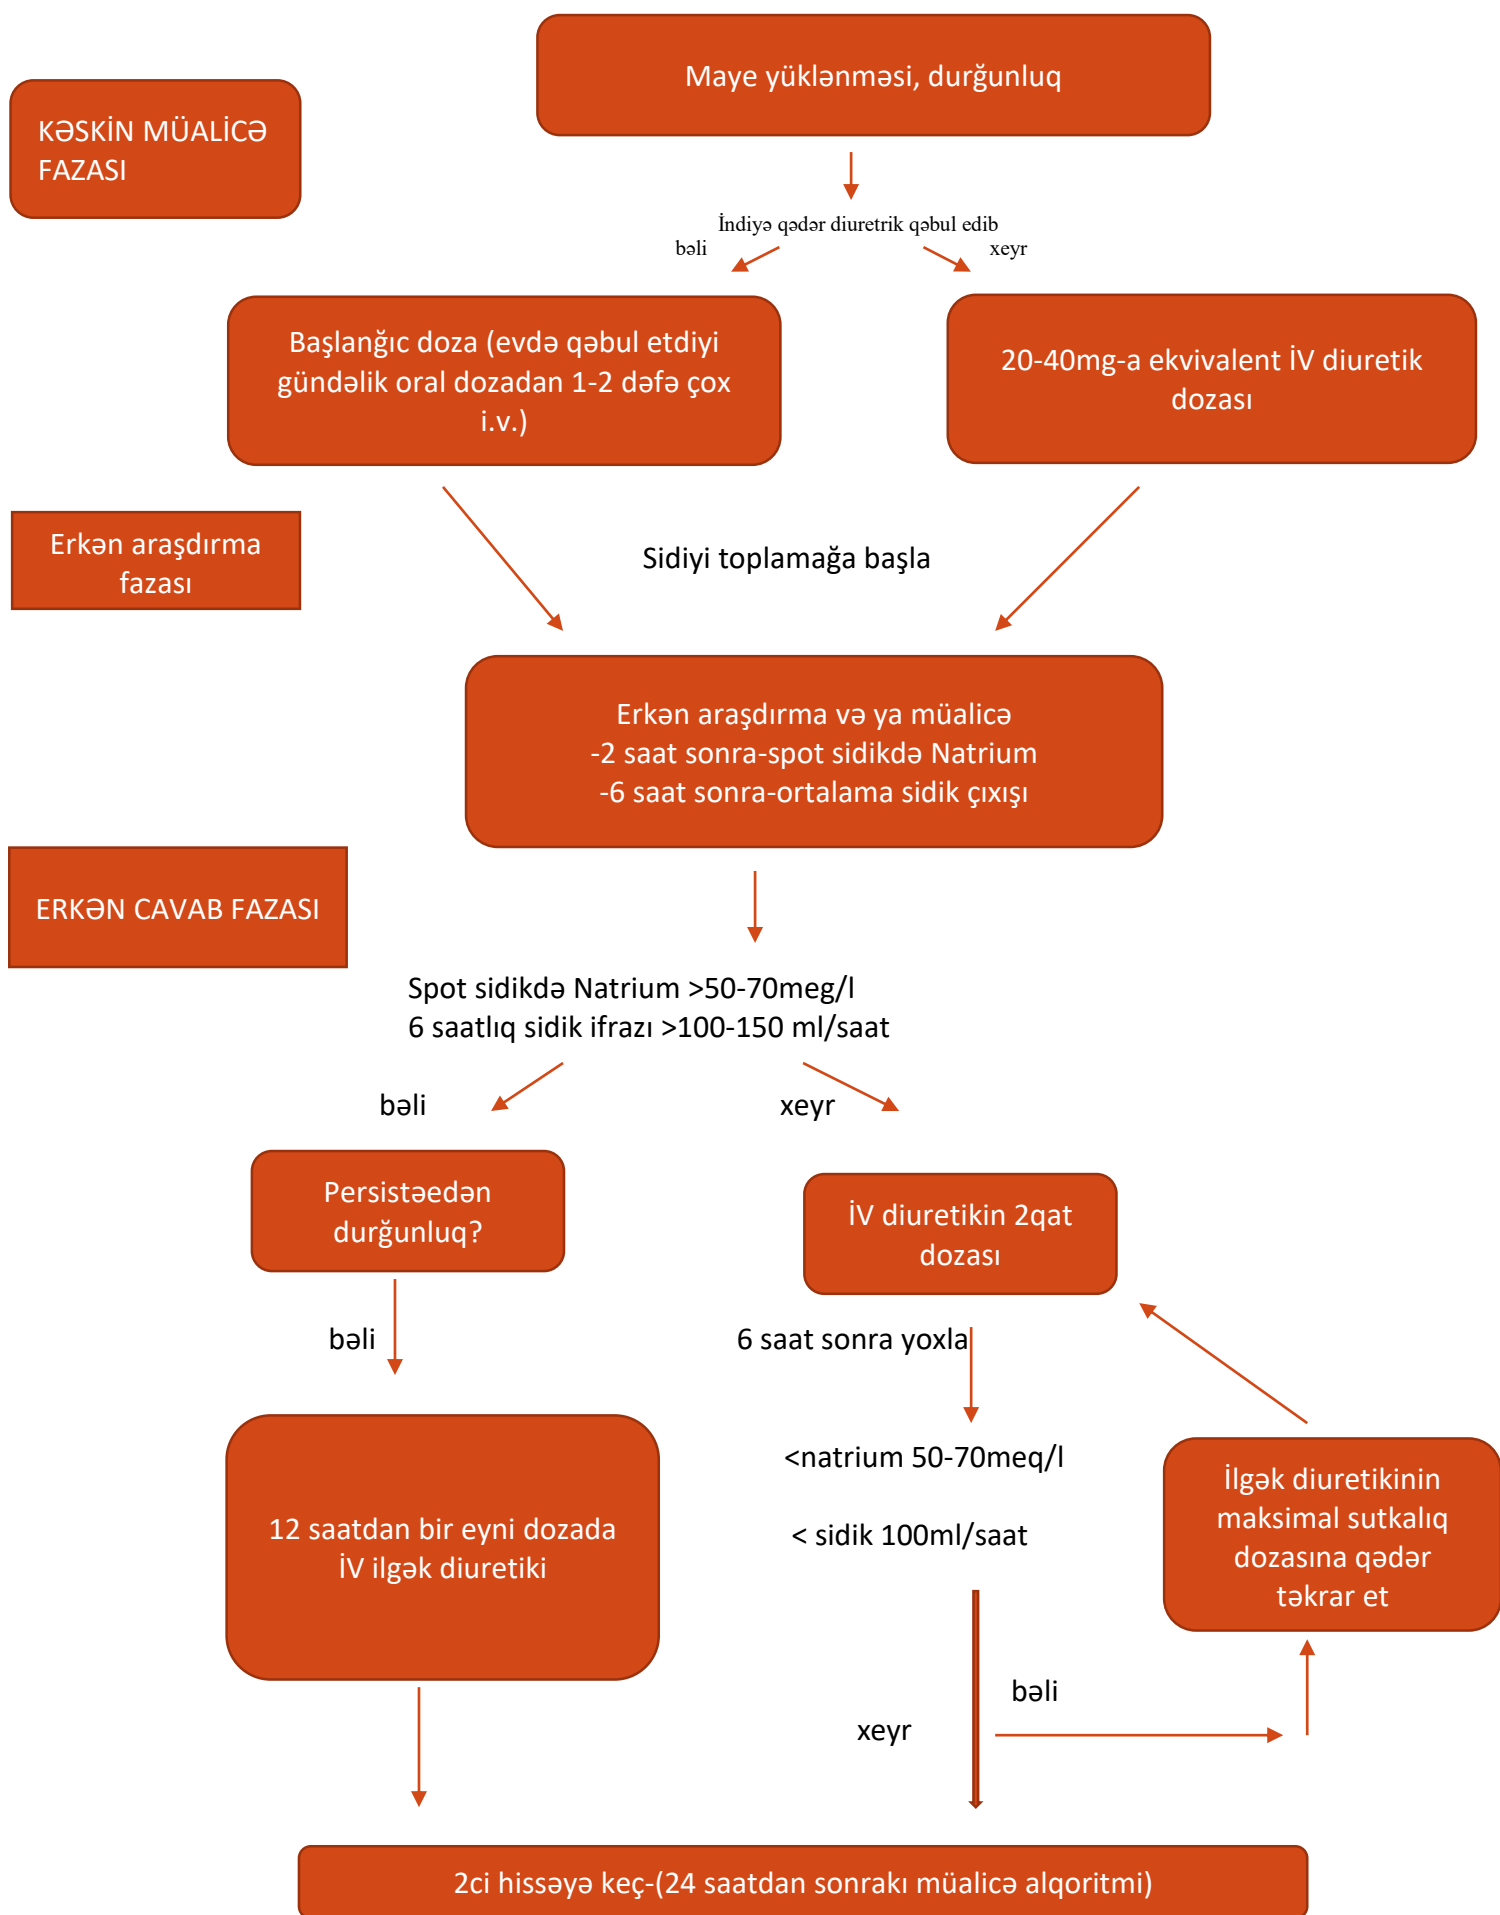 Maye yüklənməsi, durğunluq
KƏSKİN MÜALİCƏ
FAZASI
İndiyə qədər diuretrik qəbul edib
bəli
xeyr
Başlanğıc doza (evdə qəbul etdiyi
gündəlik oral dozadan 1-2 dəfə çox
i.v.)
20-40mg-a ekvivalent İV diuretik
dozası
Erkən araşdırma
fazası
Sidiyi toplamağa başla
Erkən araşdırma və ya müalicə
-2 saat sonra-spot sidikdə Natrium
-6 saat sonra-ortalama sidik çıxışı
ERKƏN CAVAB FAZASI
Spot sidikdə Natrium >50-70meg/l
6 saatlıq sidik ifrazı >100-150 ml/saat
bəli
xeyr
Persistəedən
durğunluq?
İV diuretikin 2qat
dozası
bəli
6 saat sonra yoxla
12 saatdan bir eyni dozada
İV ilgək diuretiki
<natrium 50-70meq/l
< sidik 100ml/saat
İlgək diuretikinin
maksimal sutkalıq
dozasına qədər
təkrar et
bəli
xeyr
2ci hissəyə keç-(24 saatdan sonrakı müalicə alqoritmi)